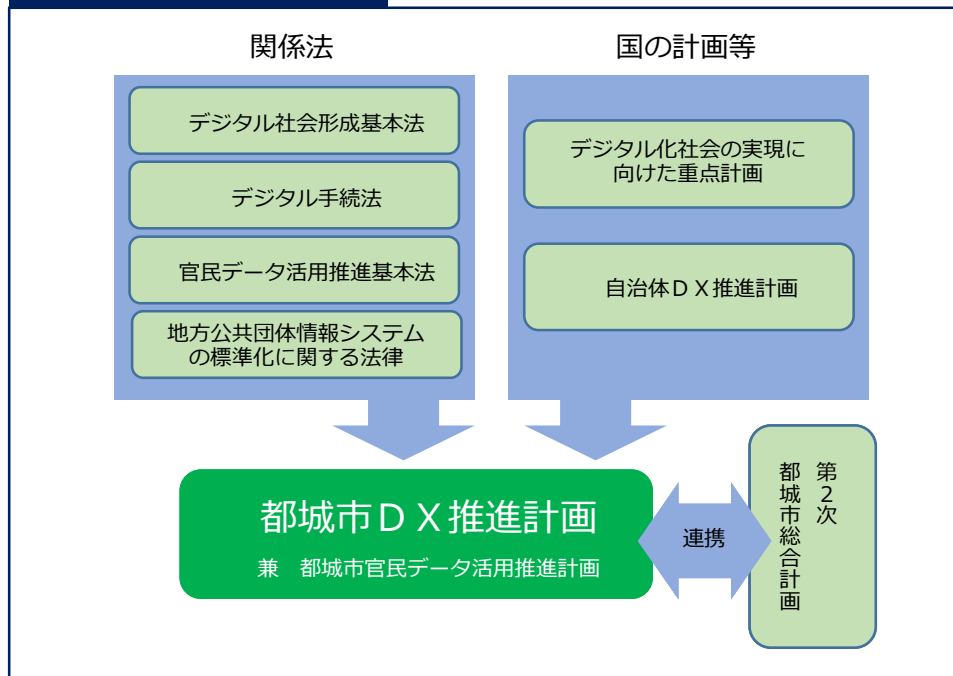 関係法
デジタル社会形成基本法
デジタル手続法
官民データ活用推進基本法
地方公共団体情報システム
の標準化に関する法律
国の計画等
デジタル化社会の実現に
向けた重点計画
自治体ＤＸ推進計画
都城市ＤＸ推進計画
兼　都城市官民データ活用推進計画
連携
第２次
都城市総合計画